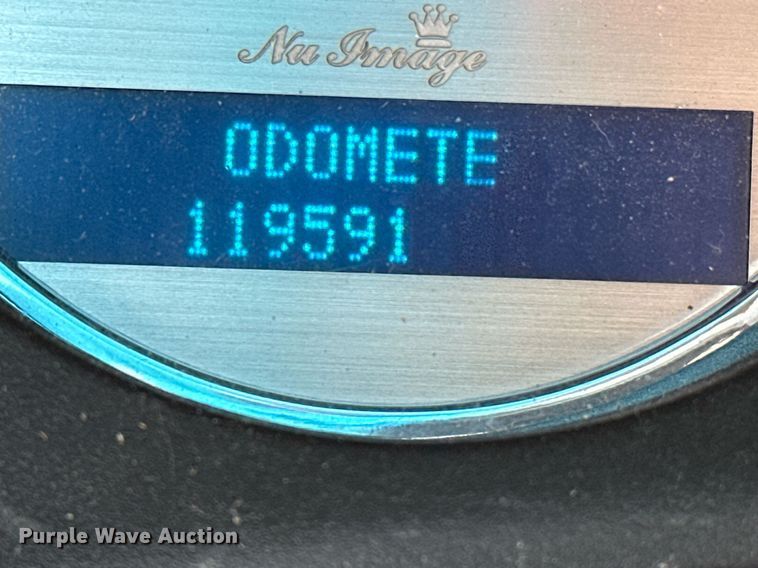 Nu Image
ODOMETE
119591
Purple Wave Auction